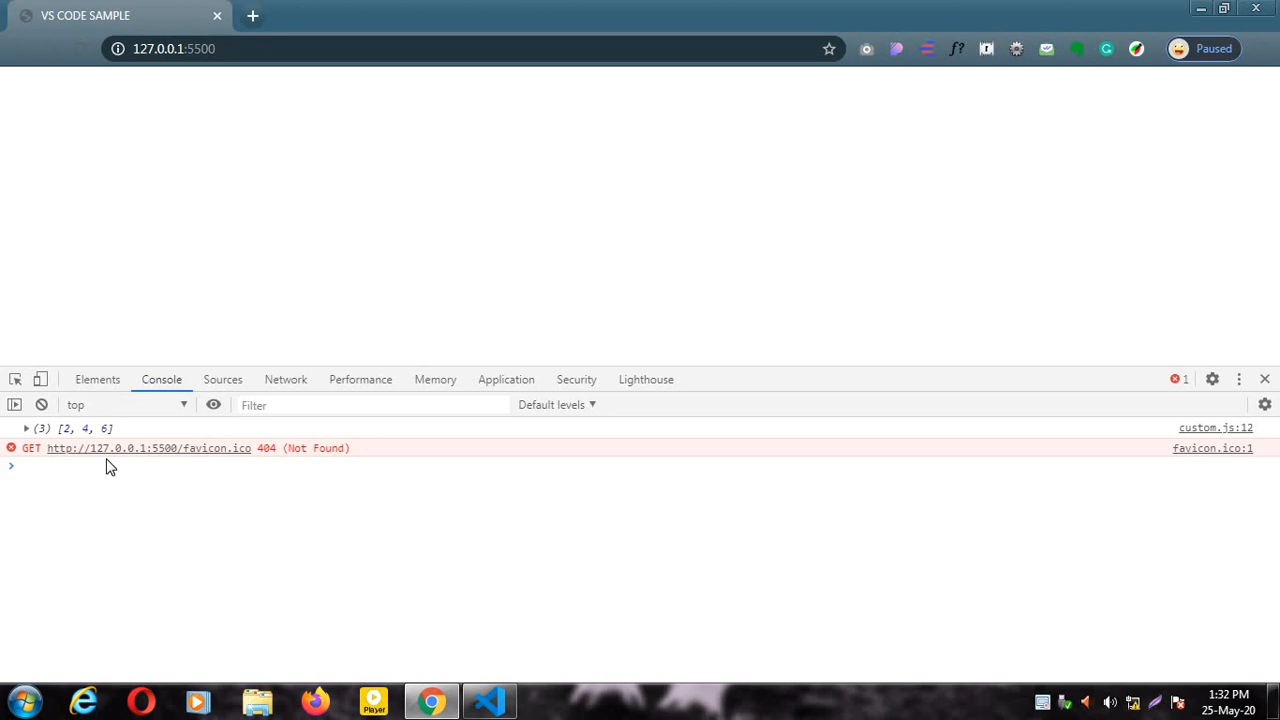 VS CODE SAMPLE
127.0.0.1:5500
f?
Paused
Elements
Console
Sources
Network
Performance
Memory
Application
Security
Lighthouse
1
top
Filter
Default levels
(3) [2, 4, 6]
custom.js:12
GET http://127.0.0.1:5500/favicon.ico 404 (Not Found)
favicon.ico:1
Player
1:32 PM
25-May-20